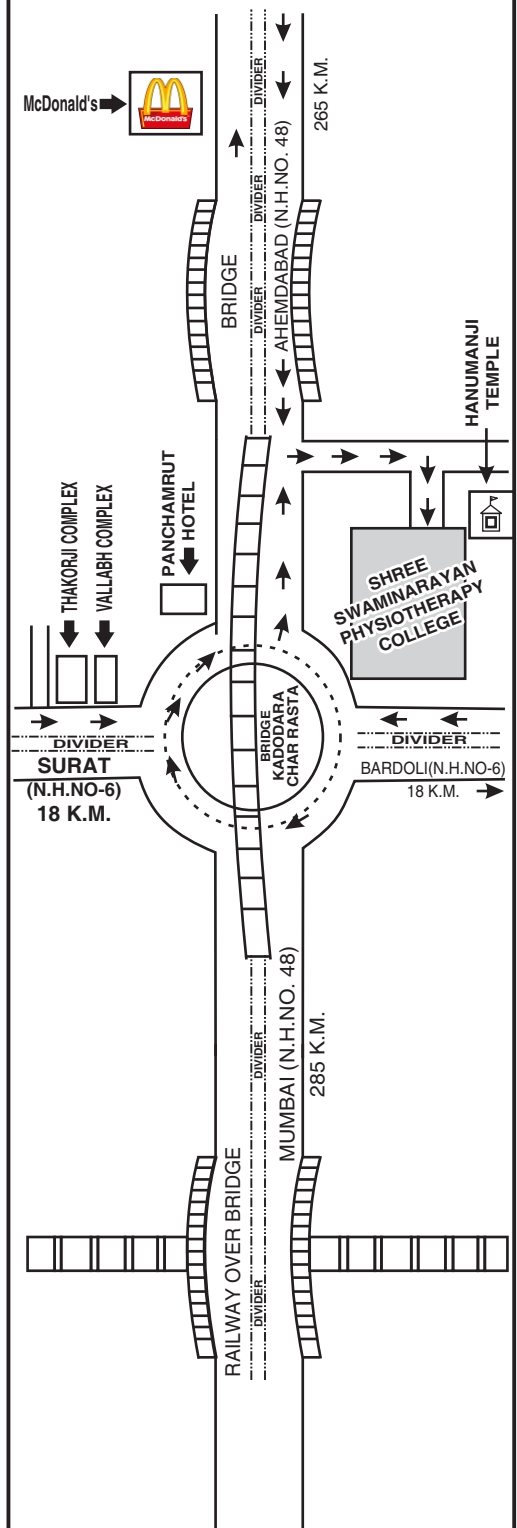 McDonald's
McDonald's
DIVIDER
265 K.M.
DIVIDER
AHEMDABAD (N.H.NO. 48)
BRIDGE
DIVIDER
HANUMANJI
TEMPLE
THAKORJI COMPLEX
VALLABH COMPLEX
PANCHAMRUT
HOTEL
SHREE
SWAMINARAYAN
PHYSIOTHERAPY
COLLEGE
BRIDGE
KADODARA
CHAR RASTA
DIVIDER
SURAT
(N.H.NO-6)
18 K.M.
DIVIDER
BARDOLI(N.H.NO-6)
18 K.M.
MUMBAI (N.H.NO. 48)
285 K.M.
DIVIDER
RAILWAY OVER BRIDGE
DIVIDER